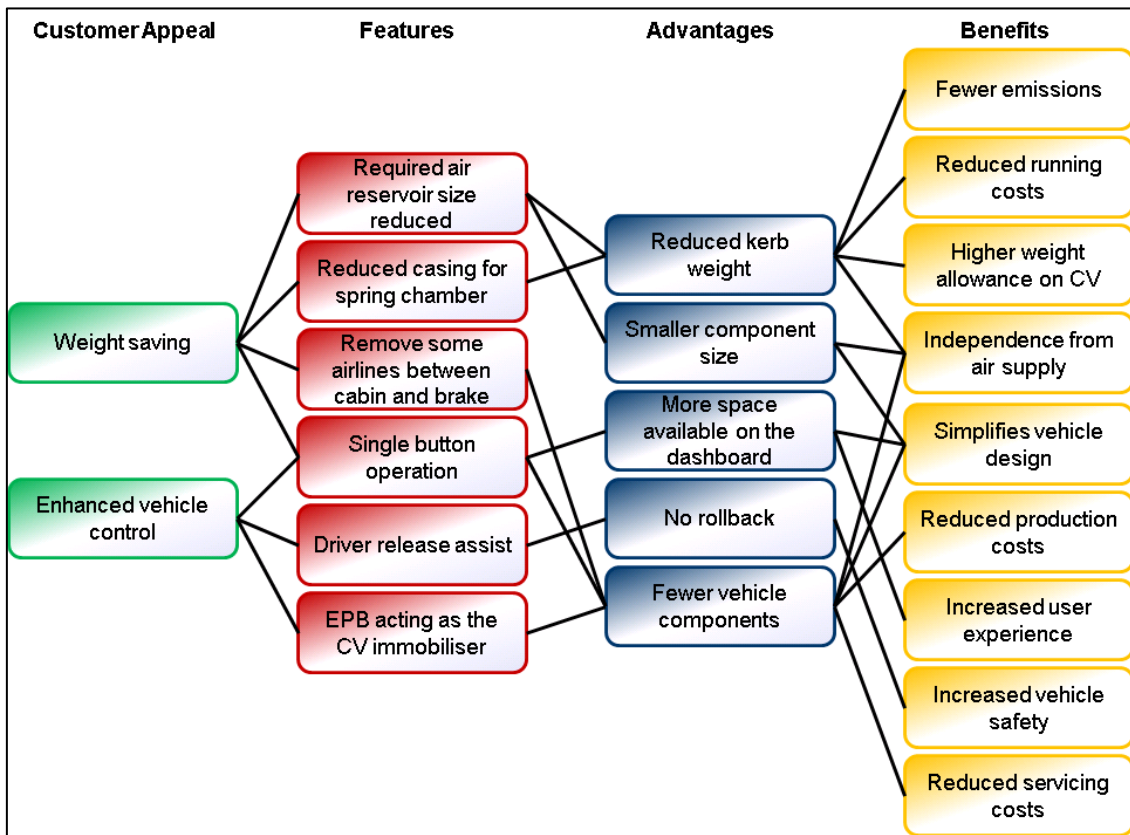 Customer Appeal
Features
Advantages
Benefits
Weight saving
Enhanced vehicle
control
Required air
reservoir size
reduced
Reduced casing for
spring chamber
Remove some
airlines between
cabin and brake
Single button
operation
Driver release assist
EPB acting as the
CV immobiliser
Reduced kerb
weight
Smaller component
size
More space
available on the
dashboard
No rollback
Fewer vehicle
components
Fewer emissions
Reduced running
costs
Higher weight
allowance on CV
Independence from
air supply
Simplifies vehicle
design
Reduced production
costs
Increased user
experience
Increased vehicle
safety
Reduced servicing
costs